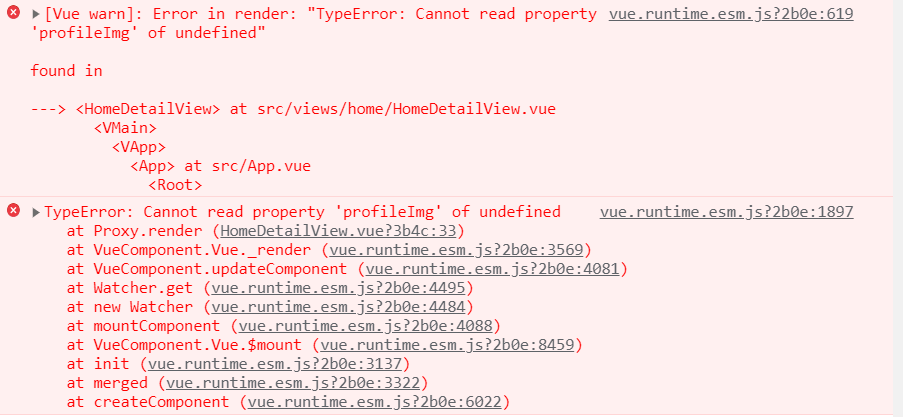 [Vue warn]: Error in render: "TypeError: Cannot read property vue.runtime.esm.js?2b0e:619
'profileImg' of undefined"
found in
---> <HomeDetailView> at src/views/home/HomeDetailView.vue
<VMain>
<VApp>
<App> at src/App.vue
<Root>
TypeError: Cannot read property 'profileImg' of undefined vue.runtime.esm.js?2b0e:1897
at Proxy.render (HomeDetailView.vue?3b4c:33)
at VueComponent.Vue._render (vue.runtime.esm.js?2b0e:3569)
at VueComponent.updateComponent (vue.runtime.esm.js?2b0e:4081)
at Watcher.get (vue.runtime.esm.js?2b0e:4495)
at new Watcher (vue.runtime.esm.js?2b0e:4484)
at mountComponent (vue.runtime.esm.js?2b0e:4088)
at VueComponent.Vue.$mount (vue.runtime.esm.js?2b0e:8459)
at init (vue.runtime.esm.js?2b0e:3137)
at merged (vue.runtime.esm.js?2b0e:3322)
at createComponent (vue.runtime.esm.js?2b0e:6022)